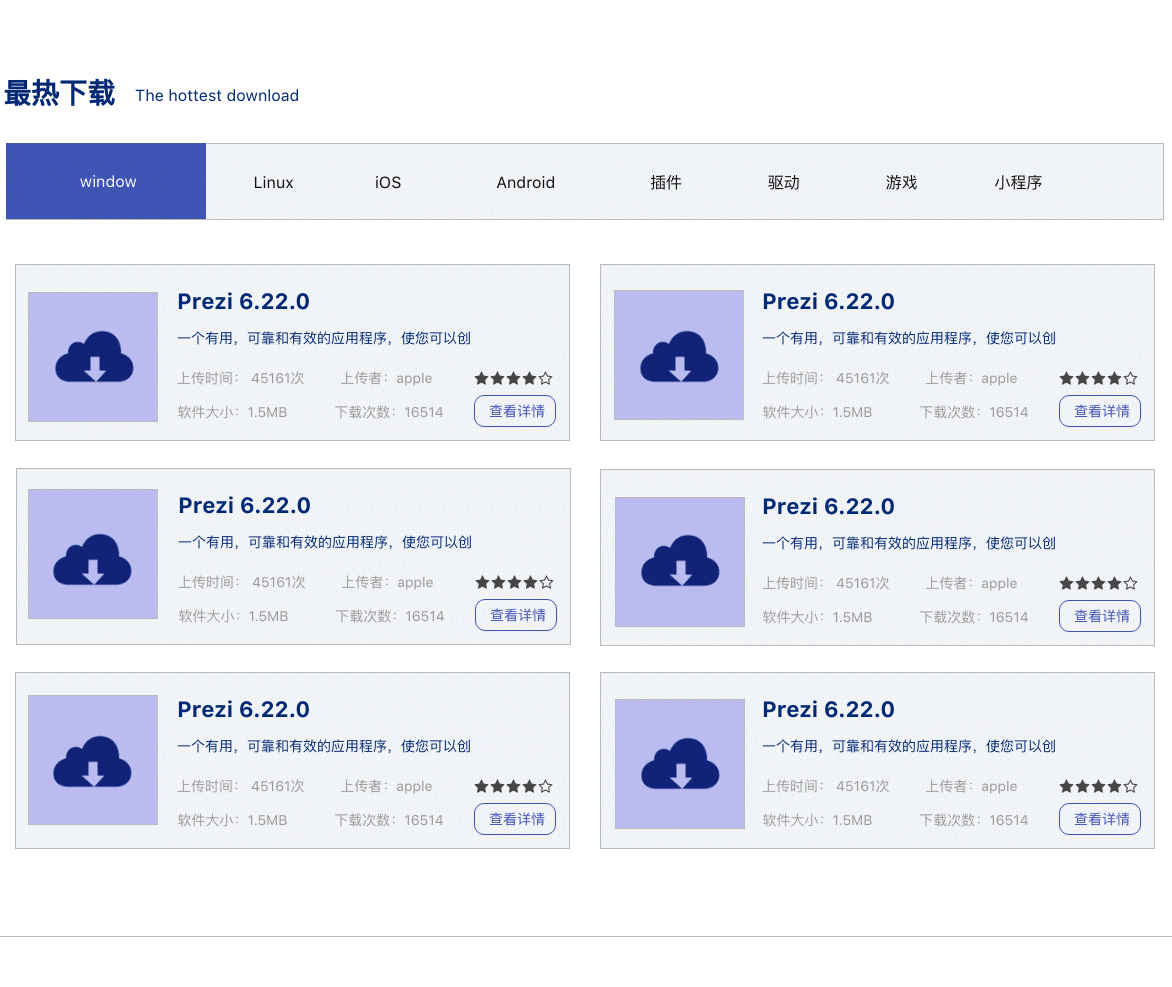 最热下载 The hottest download
window Linux iOS Android 插件 驱动 游戏 小程序
Prezi 6.22.0
一个有用，可靠和有效的应用程序，使您可以创
上传时间： 45161次 上传者：apple ★★★★☆
软件大小：1.5MB 下载次数：16514 查看详情
Prezi 6.22.0
一个有用，可靠和有效的应用程序，使您可以创
上传时间： 45161次 上传者：apple ★★★★☆
软件大小：1.5MB 下载次数：16514 查看详情
Prezi 6.22.0
一个有用，可靠和有效的应用程序，使您可以创
上传时间： 45161次 上传者：apple ★★★★☆
软件大小：1.5MB 下载次数：16514 查看详情
Prezi 6.22.0
一个有用，可靠和有效的应用程序，使您可以创
上传时间： 45161次 上传者：apple ★★★★☆
软件大小：1.5MB 下载次数：16514 查看详情
Prezi 6.22.0
一个有用，可靠和有效的应用程序，使您可以创
上传时间： 45161次 上传者：apple ★★★★☆
软件大小：1.5MB 下载次数：16514 查看详情
Prezi 6.22.0
一个有用，可靠和有效的应用程序，使您可以创
上传时间： 45161次 上传者：apple ★★★★☆
软件大小：1.5MB 下载次数：16514 查看详情